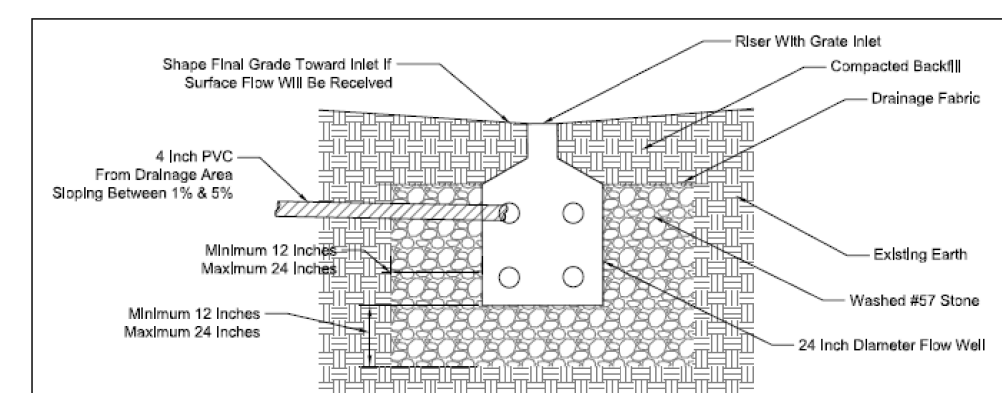 Riser With Grate Inlet
Shape Final Grade Toward Inlet If
Surface Flow Will Be Received
Compacted Backfill
Drainage Fabric
4 Inch PVC
From Drainage Area
Sloping Between 1% & 5%
Minimum 12 Inches
Maximum 24 Inches
Existing Earth
Washed #57 Stone
Minimum 12 Inches
Maximum 24 Inches
24 Inch Diameter Flow Well